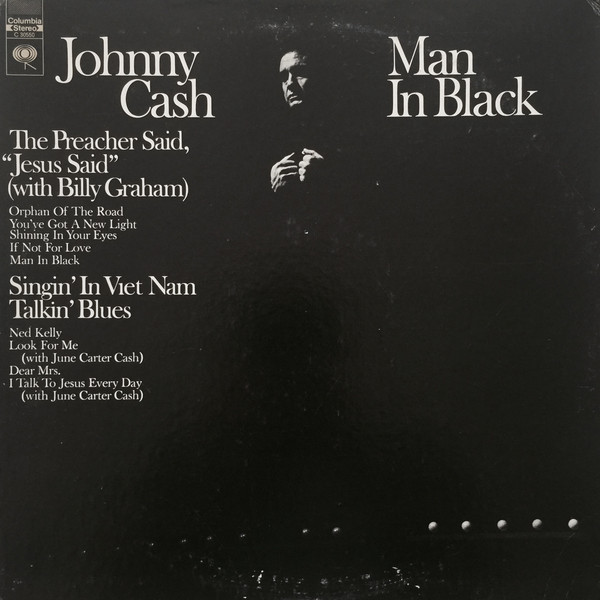 Columbia
Stereo
C 30550
Johnny
Cash
Man
In Black
The Preacher Said,
“Jesus Said”
(with Billy Graham)
Orphan Of The Road
You've Got A New Light
Shining In Your Eyes
If Not For Love
Man In Black
Singin' In Viet Nam
Talkin' Blues
Ned Kelly
Look For Me
(with June Carter Cash)
Dear Mrs.
I Talk To Jesus Every Day
(with June Carter Cash)